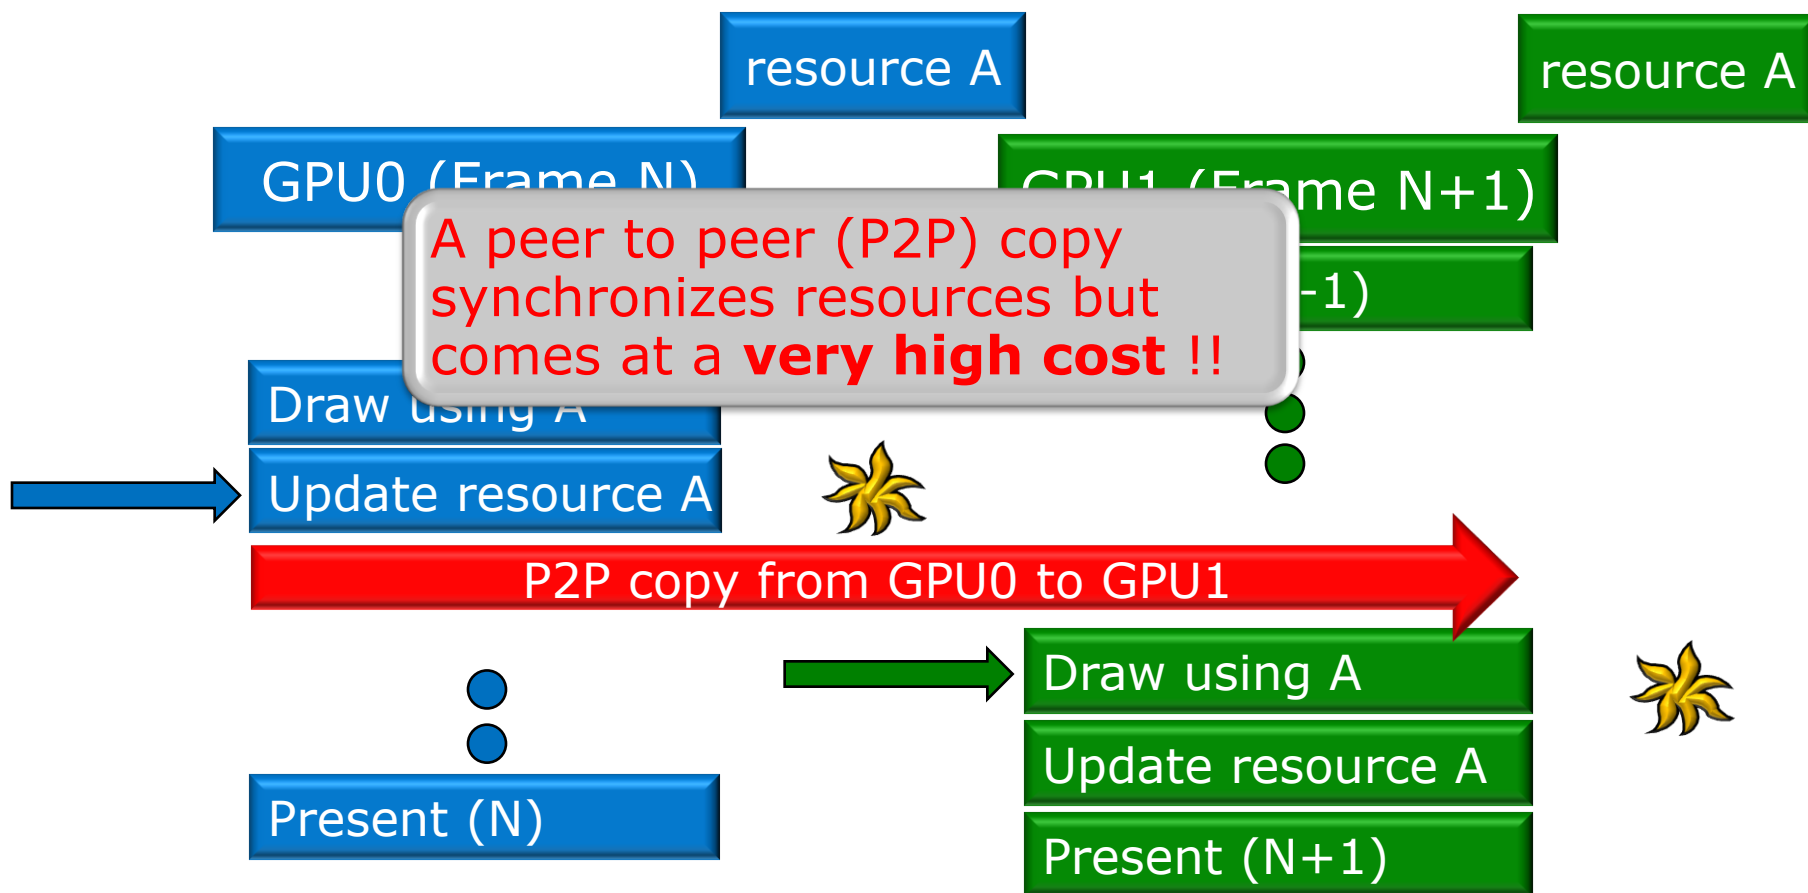 resource A
resource A
GPU0 (Frame N)
GPU1 (Frame N+1)
A peer to peer (P2P) copy
synchronizes resources but
comes at a very high cost !!
-1)
Draw using A
Update resource A
P2P copy from GPU0 to GPU1
Draw using A
Update resource A
Present (N)
Present (N+1)